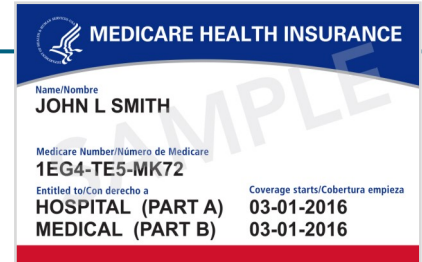 MEDICARE HEALTH INSURANCE
Name/Nombre
JOHN L SMITH
Medicare Number/Número de Medicare
1EG4-TE5-MK72
Entitled to/Con derecho a Coverage starts/Cobertura empieza
HOSPITAL (PART A) 03-01-2016
MEDICAL (PART B) 03-01-2016
SAMPLE